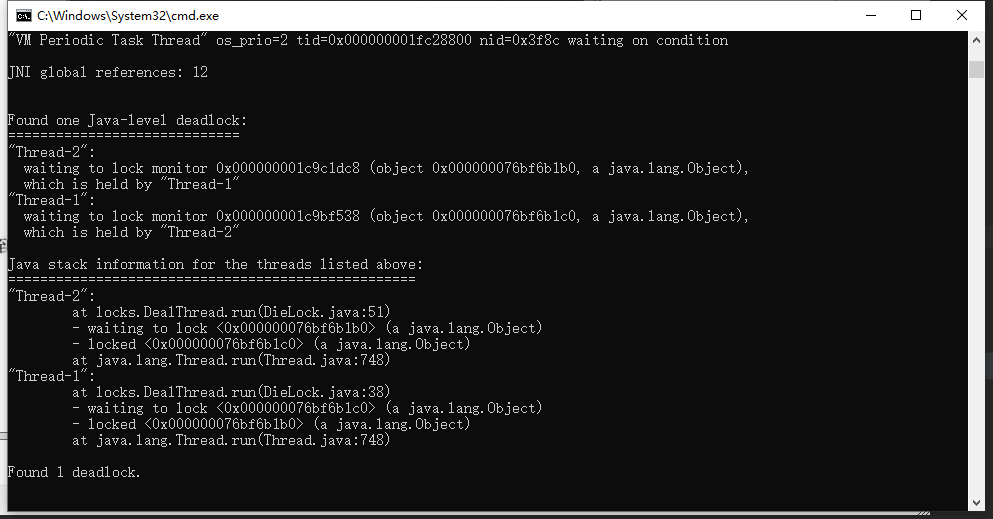 C:\Windows\System32\cmd.exe
"VM Periodic Task Thread" os_prio=2 tid=0x000000001fc28800 nid=0x3f8c waiting on condition
JNI global references: 12
Found one Java-level deadlock:
=============================
"Thread-2":
  waiting to lock monitor 0x000000001c9c1dc8 (object 0x000000076bf6b1b0, a java.lang.Object),
  which is held by "Thread-1"
"Thread-1":
  waiting to lock monitor 0x000000001c9bf538 (object 0x000000076bf6b1c0, a java.lang.Object),
  which is held by "Thread-2"
Java stack information for the threads listed above:
===================================================
"Thread-2":
        at locks.DealThread.run(DieLock.java:51)
        - waiting to lock <0x000000076bf6b1b0> (a java.lang.Object)
        - locked <0x000000076bf6b1c0> (a java.lang.Object)
        at java.lang.Thread.run(Thread.java:748)
"Thread-1":
        at locks.DealThread.run(DieLock.java:38)
        - waiting to lock <0x000000076bf6b1c0> (a java.lang.Object)
        - locked <0x000000076bf6b1b0> (a java.lang.Object)
        at java.lang.Thread.run(Thread.java:748)
Found 1 deadlock.